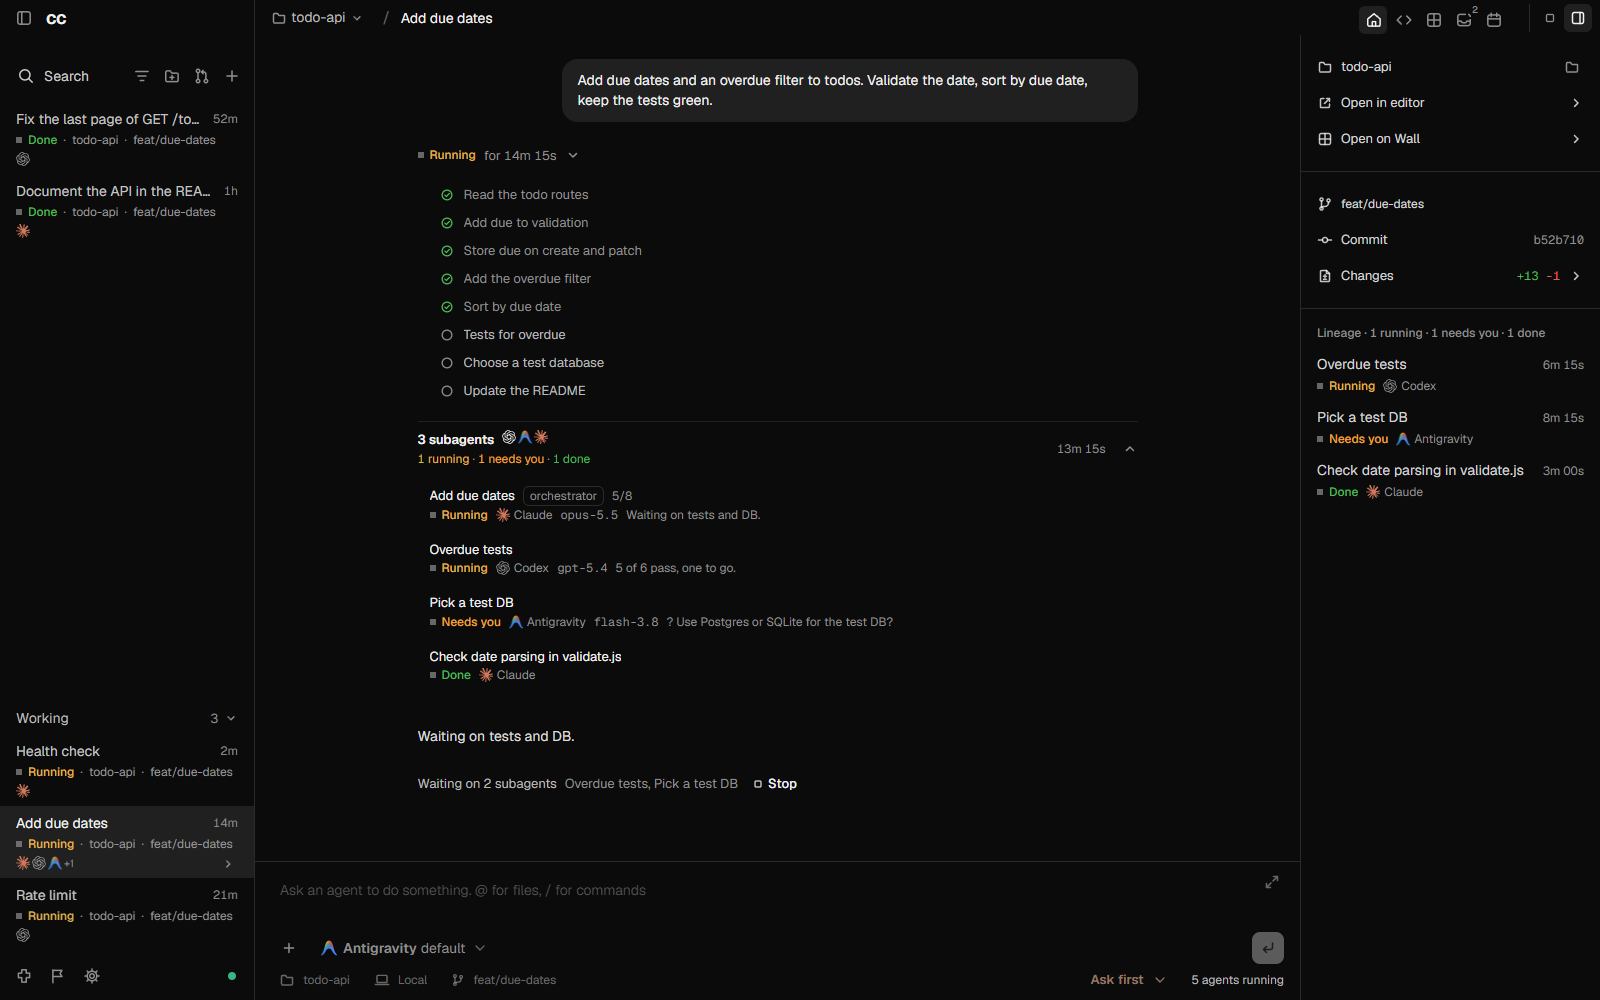 cc
Search
Fix the last page of GET /to... 52m
Done · todo-api · feat/due-dates
Document the API in the REA... 1h
Done · todo-api · feat/due-dates
Working 3
Health check 2m
Running · todo-api · feat/due-dates
Add due dates 14m
Running · todo-api · feat/due-dates
+1
Rate limit 21m
Running · todo-api · feat/due-dates
todo-api / Add due dates
2
Add due dates and an overdue filter to todos. Validate the date, sort by due date,
keep the tests green.
Running for 14m 15s
Read the todo routes
Add due to validation
Store due on create and patch
Add the overdue filter
Sort by due date
Tests for overdue
Choose a test database
Update the README
3 subagents
1 running · 1 needs you · 1 done
13m 15s
Add due dates orchestrator 5/8
Running Claude opus-5.5 Waiting on tests and DB.
Overdue tests
Running Codex gpt-5.4 5 of 6 pass, one to go.
Pick a test DB
Needs you Antigravity flash-3.8 ? Use Postgres or SQLite for the test DB?
Check date parsing in validate.js
Done Claude
Waiting on tests and DB.
Waiting on 2 subagents Overdue tests, Pick a test DB Stop
Ask an agent to do something. @ for files, / for commands
Antigravity default
todo-api Local feat/due-dates Ask first 5 agents running
todo-api
Open in editor
Open on Wall
feat/due-dates
Commit b52b710
Changes +13 -1
Lineage · 1 running · 1 needs you · 1 done
Overdue tests 6m 15s
Running Codex
Pick a test DB 8m 15s
Needs you Antigravity
Check date parsing in validate.js 3m 00s
Done Claude